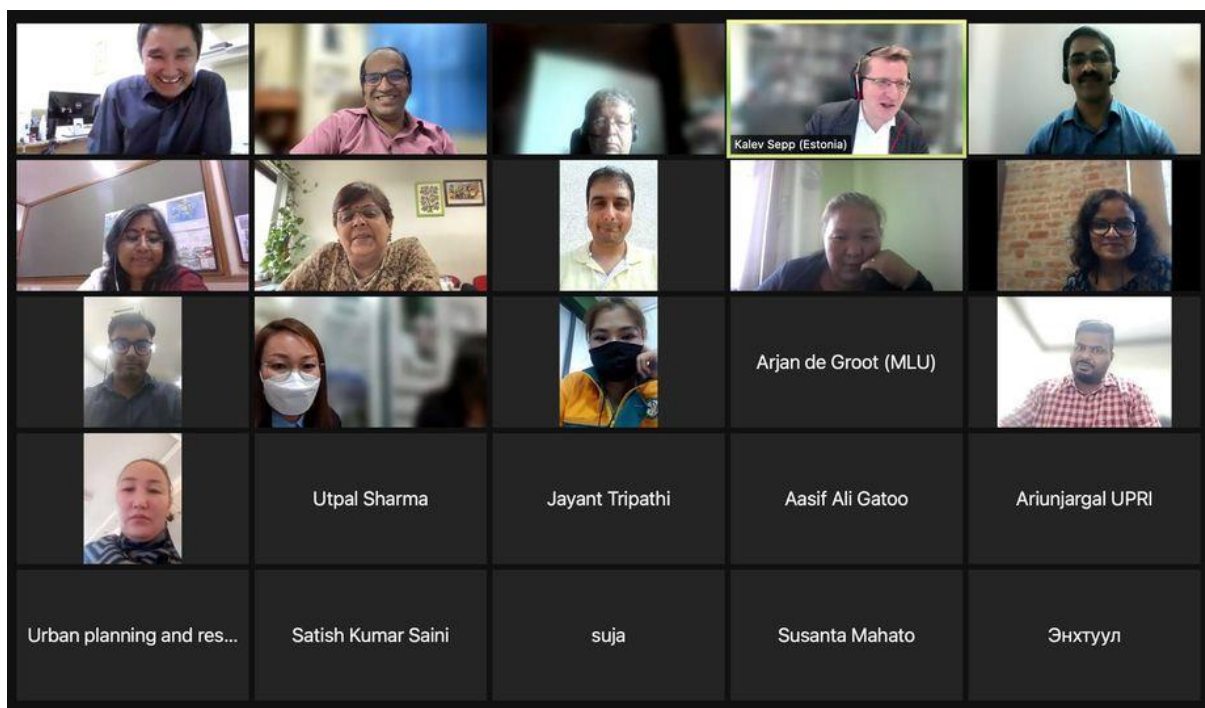 Kalev Sepp (Estonia)
Arjan de Groot (MLU)
Utpal Sharma
Jayant Tripathi
Aasif Ali Gatoo
Ariunjargal UPRI
Urban planning and res...
Satish Kumar Saini
suja
Susanta Mahato
Энхтуул